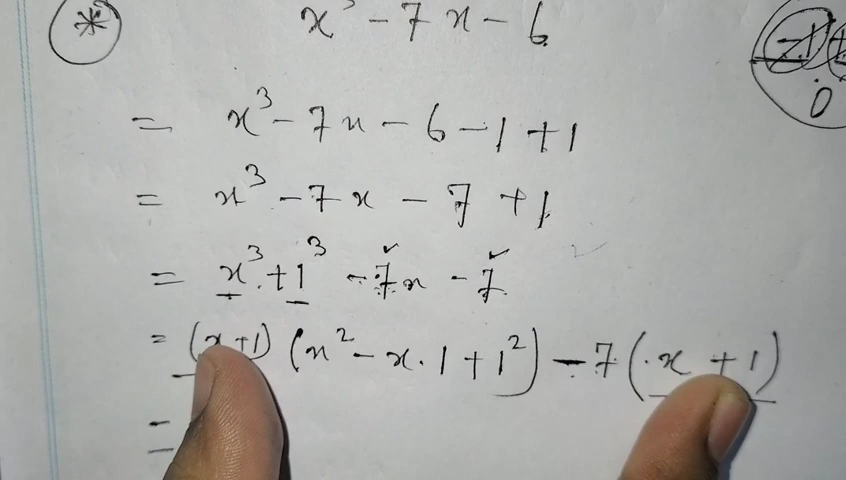 * x³ - 7x - 6
= x³ - 7x - 6 - 1 + 1
= x³ - 7x - 7 + 1
= x³ + 1³ - 7x - 7
= (x+1) (x² - x . 1 + 1²) - 7 (x + 1)
=
=
0